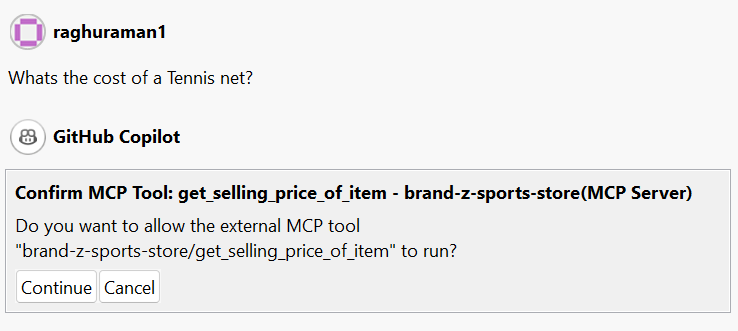 raghuraman1
Whats the cost of a Tennis net?
GitHub Copilot
Confirm MCP Tool: get_selling_price_of_item - brand-z-sports-store(MCP Server)
Do you want to allow the external MCP tool
"brand-z-sports-store/get_selling_price_of_item" to run?
Continue Cancel